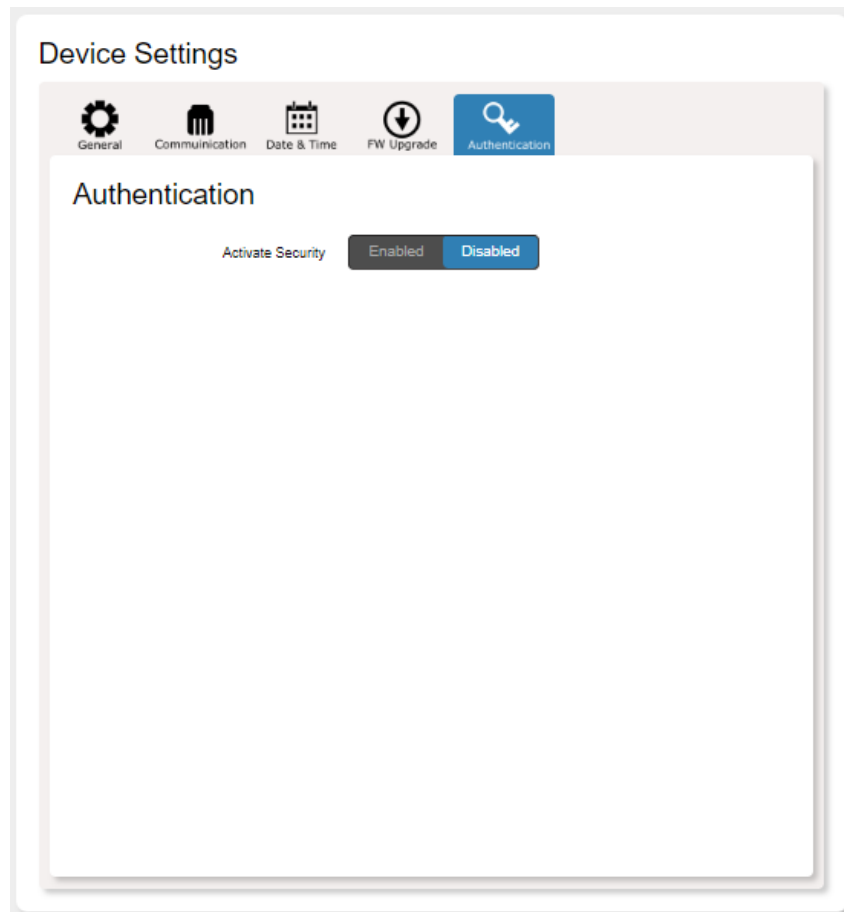 Device Settings
General Commuinication Date & Time FW Upgrade Authentication
Authentication
Activate Security Enabled Disabled